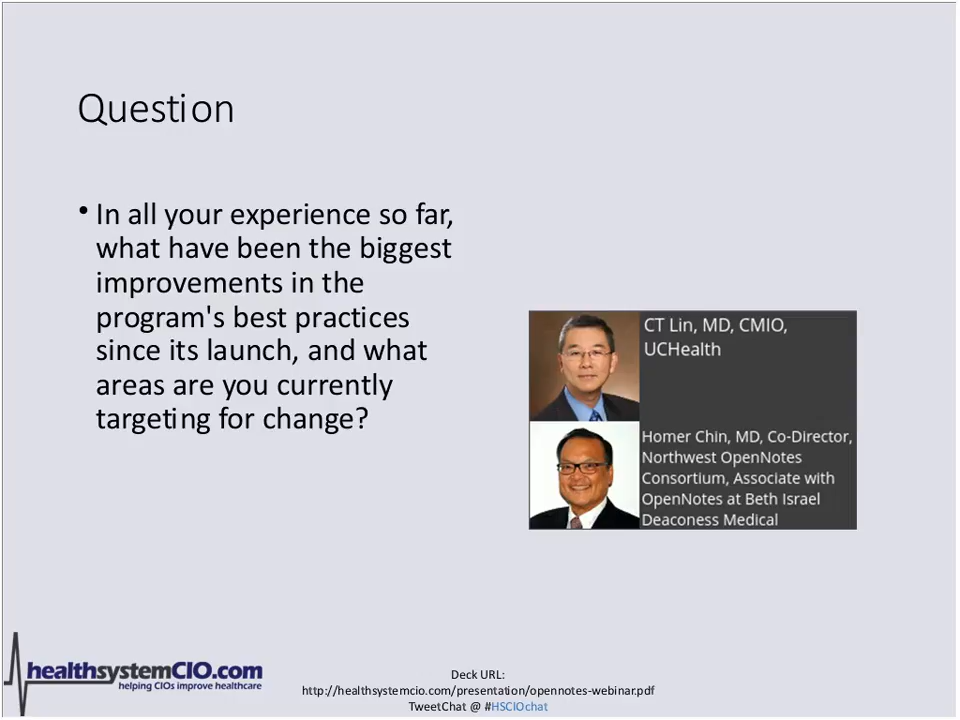 Question
• In all your experience so far,
what have been the biggest
improvements in the
program's best practices
since its launch, and what
areas are you currently
targeting for change?
CT Lin, MD, CMIO,
UCHealth
Homer Chin, MD, Co-Director,
Northwest OpenNotes
Consortium, Associate with
OpenNotes at Beth Israel
Deaconess Medical
healthsystemCIO.com
helping CIOs improve healthcare
Deck URL:
http://healthsystemcio.com/presentation/opennotes-webinar.pdf
TweetChat @ #HSCIOchat